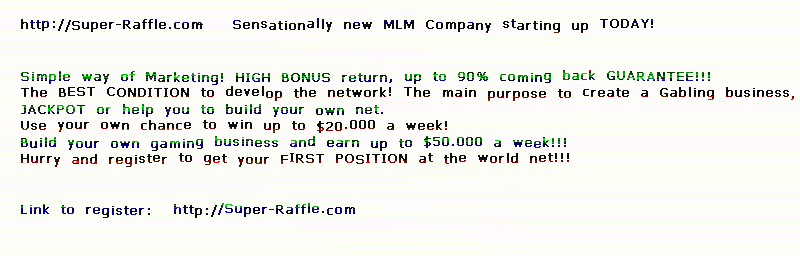 http://Super-Raffle.com Sensationally new MLM Company starting up TODAY!
Simple way of Marketing! HIGH BONUS return, up to 90% coming back GUARANTEE!!!
The BEST CONDITION to develop the network! The main purpose to create a Gabling business,
JACKPOT or help you to build your own net.
Use your own chance to win up to $20.000 a week!
Build your own gaming business and earn up to $50.000 a week!!!
Hurry and register to get your FIRST POSITION at the world net!!!
Link to register: http://Super-Raffle.com